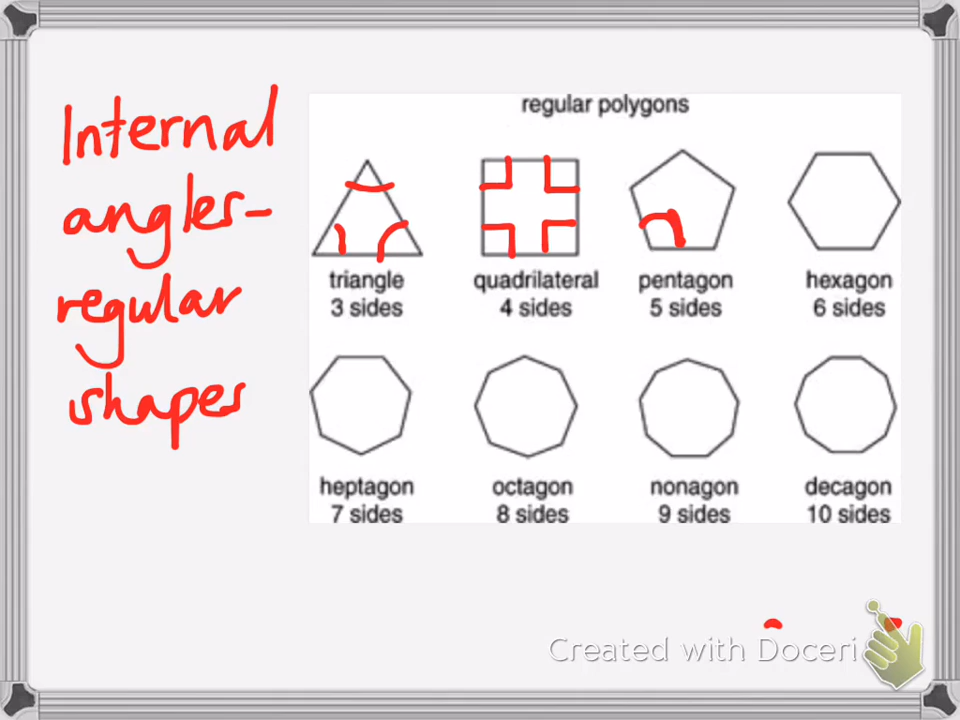 Internal
angles-
regular
shapes
regular polygons
triangle
3 sides
quadrilateral
4 sides
pentagon
5 sides
hexagon
6 sides
heptagon
7 sides
octagon
8 sides
nonagon
9 sides
decagon
10 sides
Created with Doceri